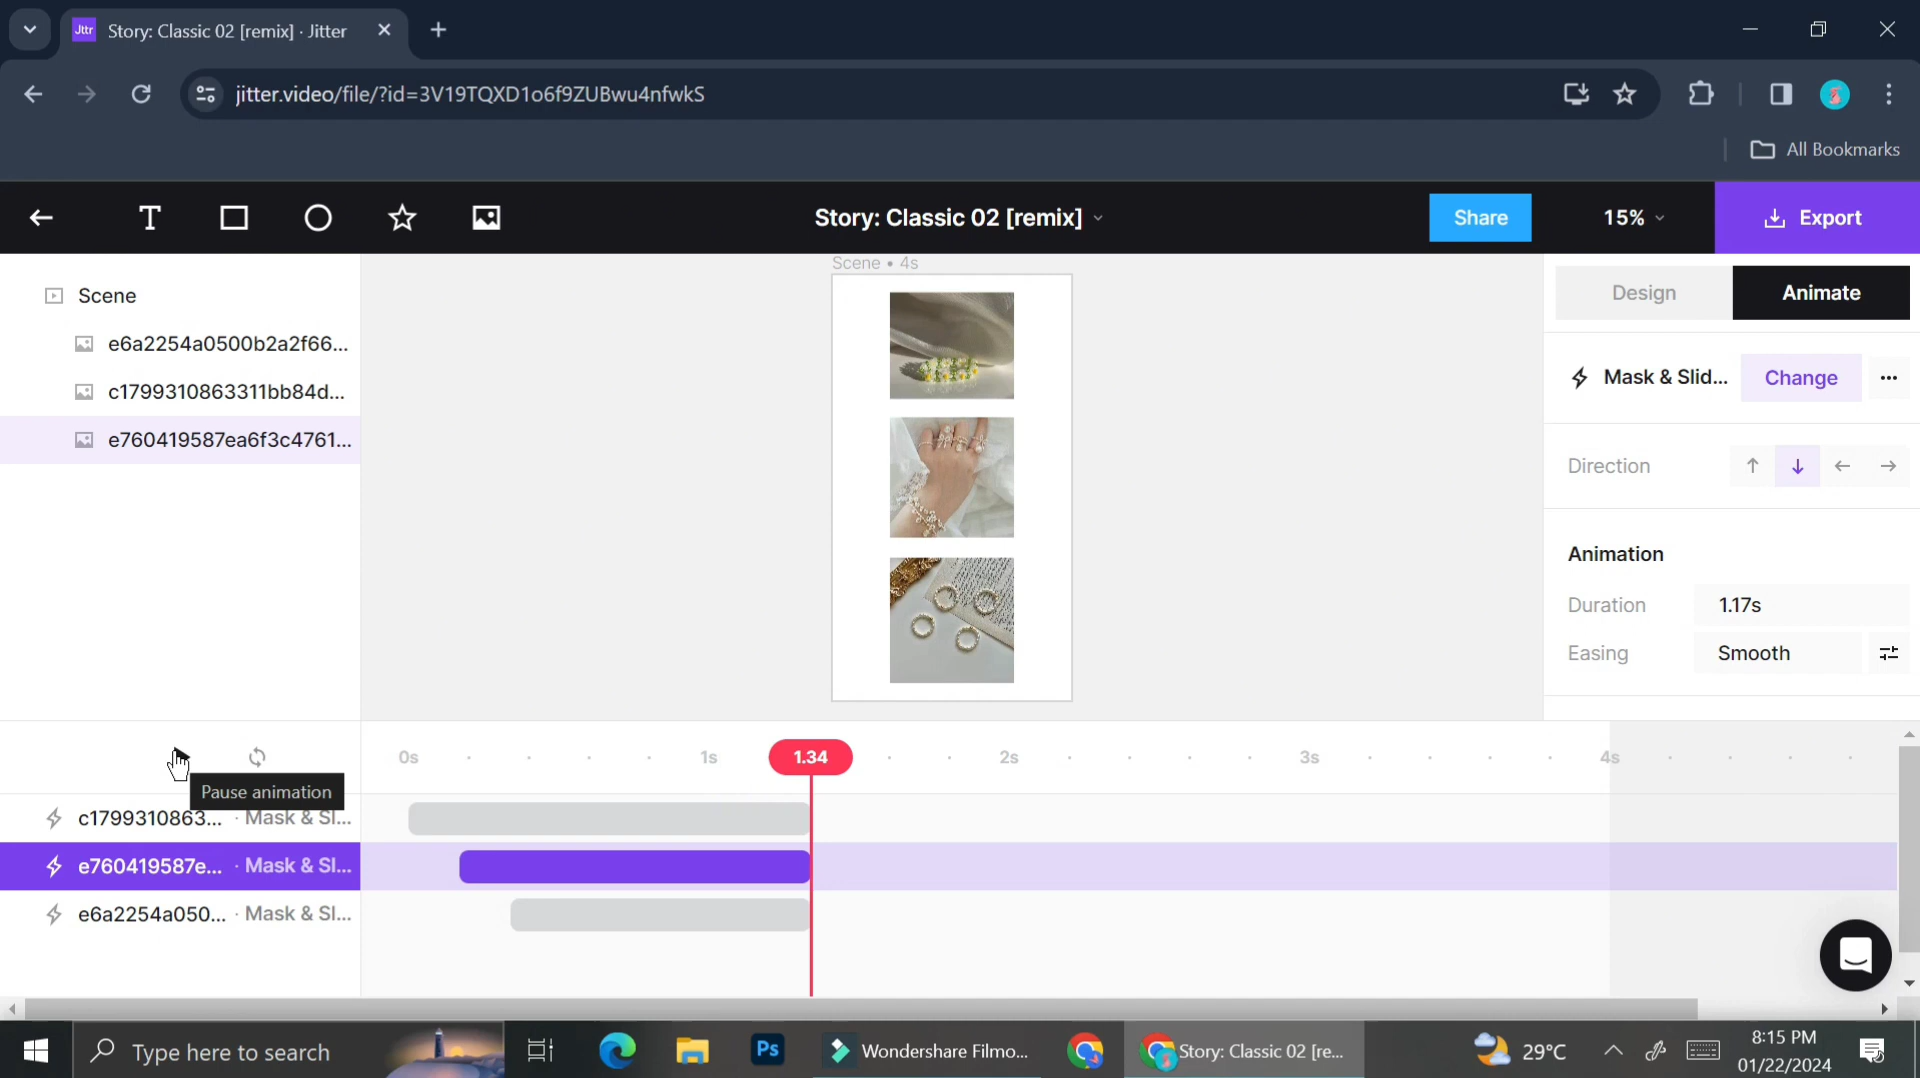 Jttr
Story: Classic 02 [remix] · Jitter
jitter.video/file/?id=3V19TQXD1o6f9ZUBwu4nfwkS
All Bookmarks
T
Story: Classic 02 [remix]
Share
15%
Export
Scene
e6a2254a0500b2a2f66...
c1799310863311bb84d...
e760419587ea6f3c4761...
Scene • 4s
Design
Animate
Mask & Slid...
Change
Direction
Animation
Duration
1.17s
Easing
Smooth
0s
1s
1.34
2s
3s
4s
Pause animation
c1799310863... · Mask & Sl...
e760419587e... · Mask & Sl...
e6a2254a050... · Mask & Sl...
Type here to search
Ps
Wondershare Filmo...
Story: Classic 02 [re...
29°C
8:15 PM
01/22/2024